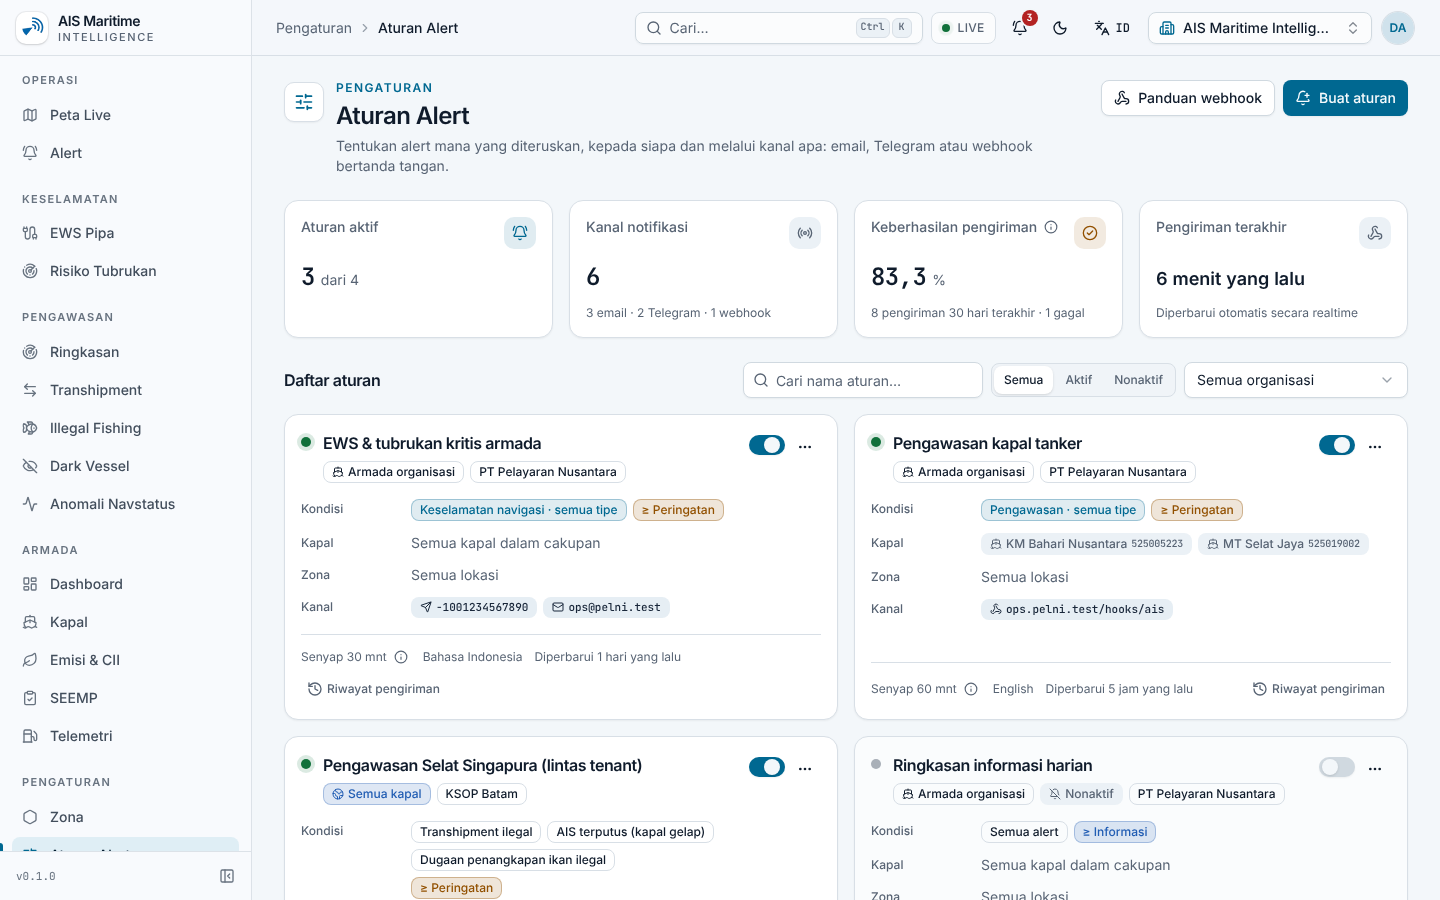 AIS Maritime
INTELLIGENCE
Pengaturan > Aturan Alert
Cari...
Ctrl K
LIVE
3
ID
AIS Maritime Intellig...
DA
OPERASI
Peta Live
Alert
KESELAMATAN
EWS Pipa
Risiko Tubrukan
PENGAWASAN
Ringkasan
Transhipment
Illegal Fishing
Dark Vessel
Anomali Navstatus
ARMADA
Dashboard
Kapal
Emisi & CII
SEEMP
Telemetri
PENGATURAN
Zona
v0.1.0
PENGATURAN
Aturan Alert
Tentukan alert mana yang diteruskan, kepada siapa dan melalui kanal apa: email, Telegram atau webhook
bertanda tangan.
Panduan webhook
Buat aturan
Aturan aktif
3 dari 4
Kanal notifikasi
6
3 email · 2 Telegram · 1 webhook
Keberhasilan pengiriman
83,3 %
8 pengiriman 30 hari terakhir · 1 gagal
Pengiriman terakhir
6 menit yang lalu
Diperbarui otomatis secara realtime
Daftar aturan
Cari nama aturan...
Semua Aktif Nonaktif
Semua organisasi
EWS & tubrukan kritis armada
Armada organisasi PT Pelayaran Nusantara
Kondisi Keselamatan navigasi · semua tipe ≥ Peringatan
Kapal Semua kapal dalam cakupan
Zona Semua lokasi
Kanal -1001234567890 ops@pelni.test
Senyap 30 mnt Bahasa Indonesia Diperbarui 1 hari yang lalu
Riwayat pengiriman
Pengawasan kapal tanker
Armada organisasi PT Pelayaran Nusantara
Kondisi Pengawasan · semua tipe ≥ Peringatan
Kapal KM Bahari Nusantara 525005223 MT Selat Jaya 525019002
Zona Semua lokasi
Kanal ops.pelni.test/hooks/ais
Senyap 60 mnt English Diperbarui 5 jam yang lalu Riwayat pengiriman
Pengawasan Selat Singapura (lintas tenant)
Semua kapal KSOP Batam
Kondisi Transhipment ilegal AIS terputus (kapal gelap)
Dugaan penangkapan ikan ilegal
≥ Peringatan
Ringkasan informasi harian
Armada organisasi Nonaktif PT Pelayaran Nusantara
Kondisi Semua alert ≥ Informasi
Kapal Semua kapal dalam cakupan
Zona Semua lokasi